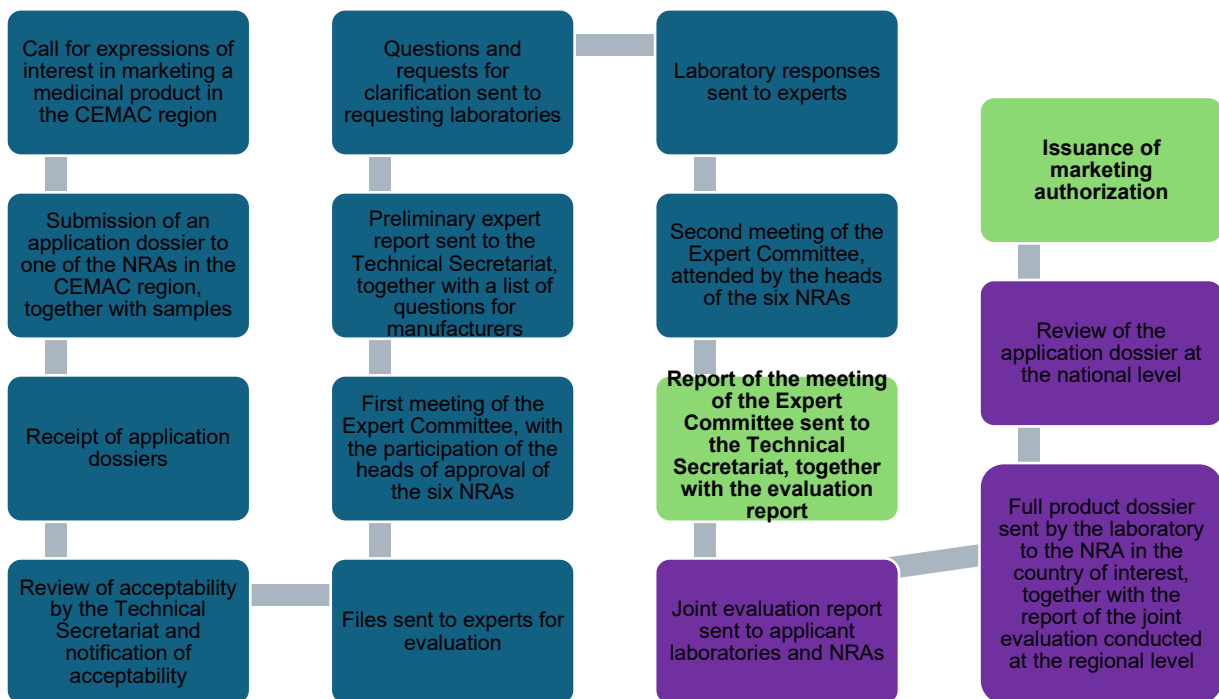 Call for expressions of
interest in marketing a
medicinal product in
the CEMAC region
Submission of an
application dossier to
one of the NRAs in the
CEMAC region,
together with samples
Receipt of application
dossiers
Review of acceptability
by the Technical
Secretariat and
notification of
acceptability
Files sent to experts for
evaluation
First meeting of the
Expert Committee, with
the participation of the
heads of approval of
the six NRAs
Preliminary expert
report sent to the
Technical Secretariat,
together with a list of
questions for
manufacturers
Questions and
requests for
clarification sent to
requesting laboratories
Laboratory responses
sent to experts
Second meeting of the
Expert Committee,
attended by the heads
of the six NRAs
Report of the meeting
of the Expert
Committee sent to
the Technical
Secretariat, together
with the evaluation
report
Joint evaluation report
sent to applicant
laboratories and NRAs
Full product dossier
sent by the laboratory
to the NRA in the
country of interest,
together with the
report of the joint
evaluation conducted
at the regional level
Review of the
application dossier at
the national level
Issuance of
marketing
authorization